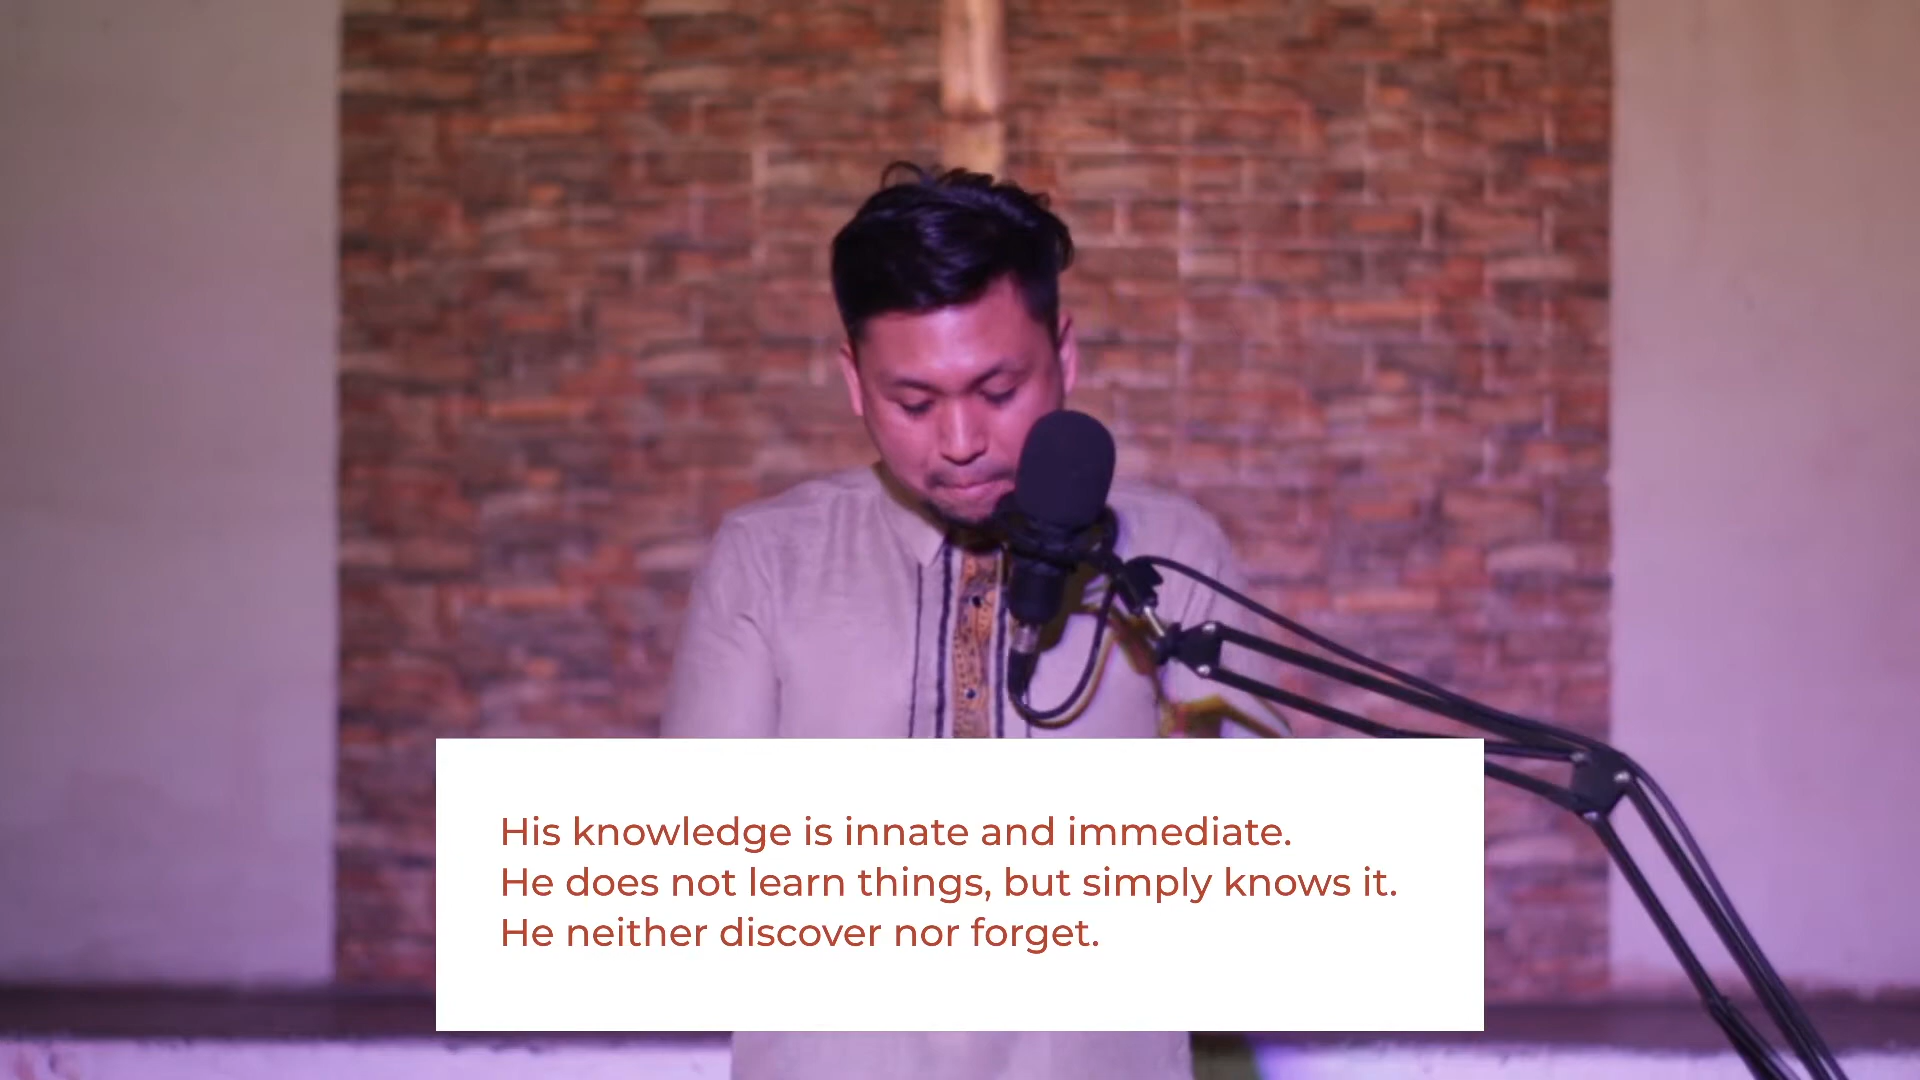 His knowledge is innate and immediate.
He does not learn things, but simply knows it.
He neither discover nor forget.